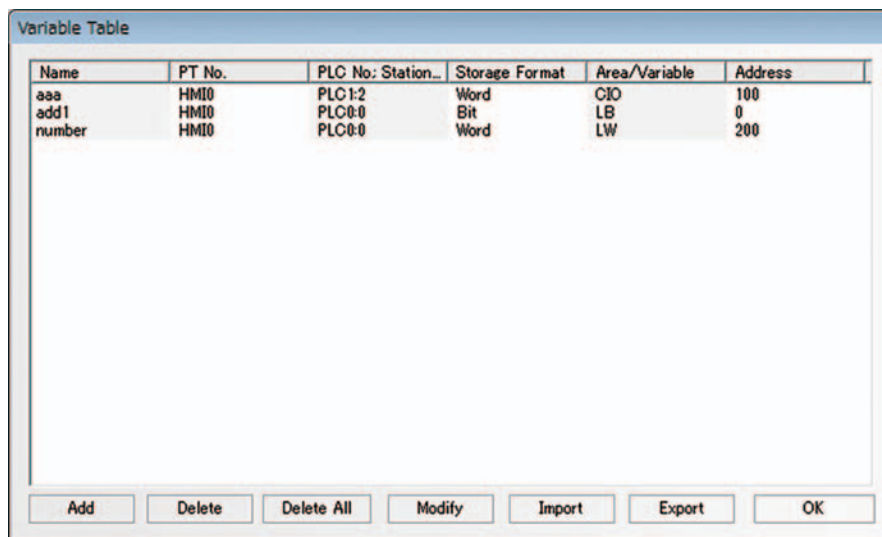 Variable Table
Name PT No. PLC No: Station... Storage Format Area/Variable Address
aaa HMI0 PLC1:2 Word CIO 100
add1 HMI0 PLC0:0 Bit LB 0
number HMI0 PLC0:0 Word LW 200
Add Delete Delete All Modify Import Export OK